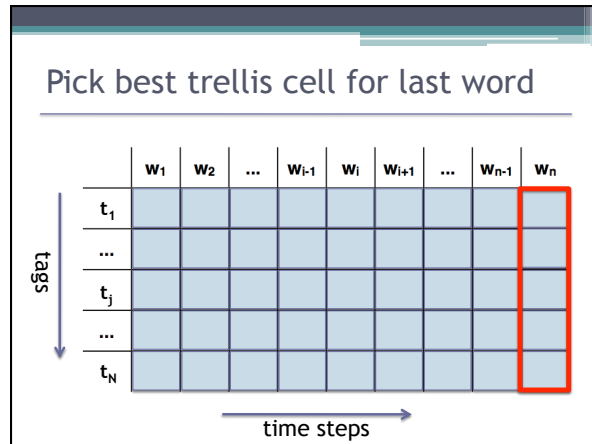 Pick best trellis cell for last word
w1 w2 ... wi-1 wi wi+1 ... wn-1 wn
t1
...
tj
...
tN
tags
time steps